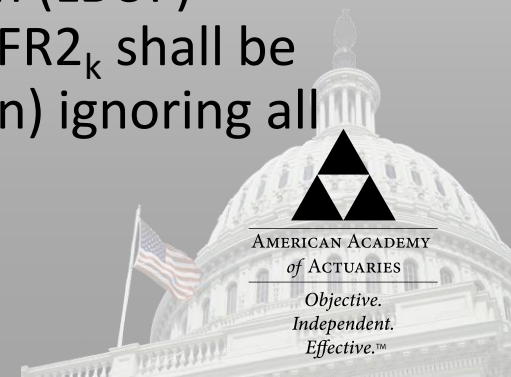 FR2k shall be
n) ignoring all
AMERICAN ACADEMY
of ACTUARIES
Objective.
Independent.
Effective.™